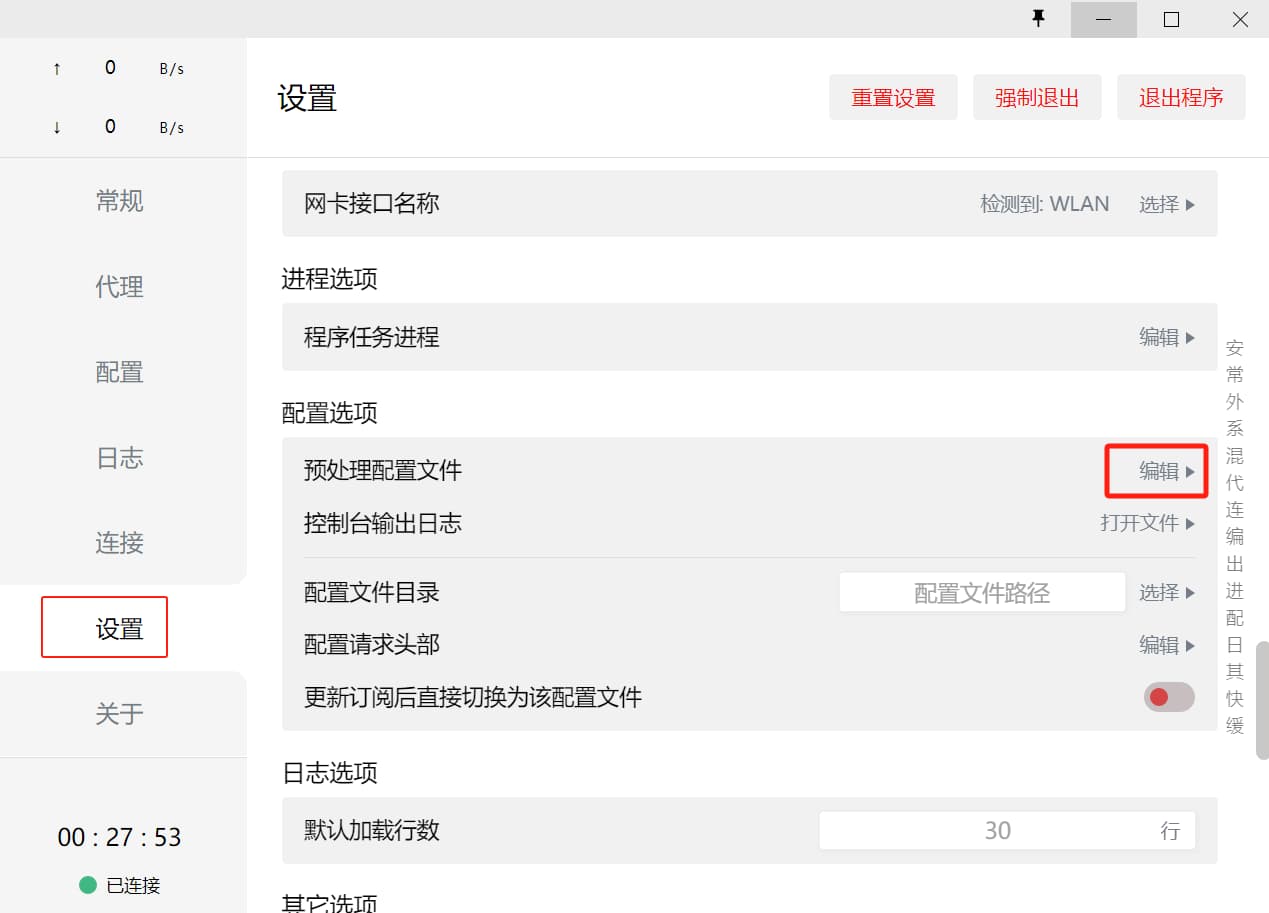 ↑ 0 B/s
↓ 0 B/s
常规
代理
配置
日志
连接
设置
关于
00 : 27 : 53
已连接
设置
重置设置 强制退出 退出程序
网卡接口名称 检测到: WLAN 选择
进程选项
程序任务进程 编辑
配置选项
预处理配置文件 编辑
控制台输出日志 打开文件
配置文件目录 配置文件路径 选择
配置请求头部 编辑
更新订阅后直接切换为该配置文件
日志选项
默认加载行数 30 行
其它选项
安
常
外
系
混
代
连
编
出
进
配
日
其
快
缓